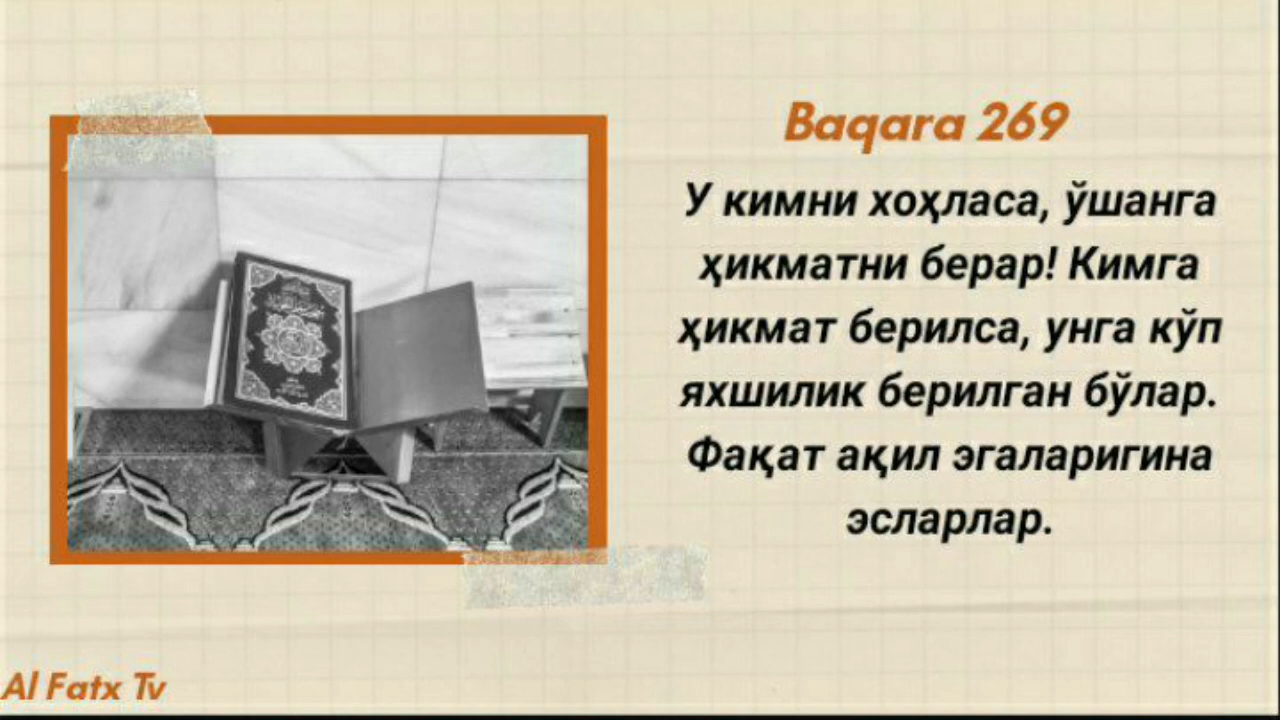 Baqara 269
У кимни хоҳласа, ўшанга
ҳикматни берар! Кимга
ҳикмат берилса, унга кўп
яхшилик берилган бўлар.
Фақат ақил эгаларигина
эсларлар.
Al Fatx Tv